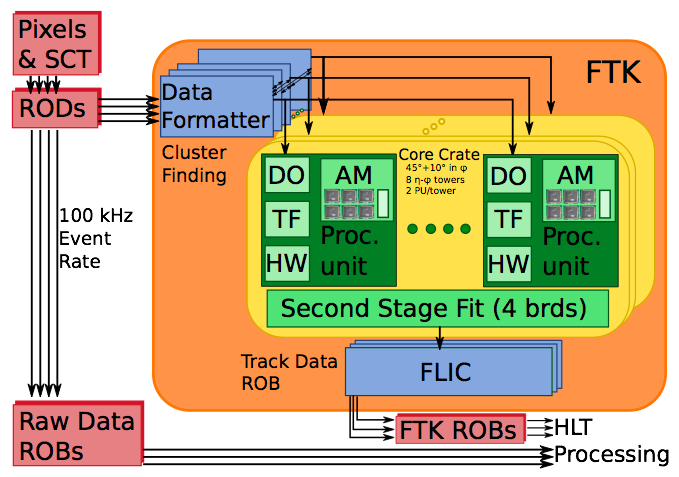 Pixels
& SCT
RODs
FTK
Data
Formatter
Cluster
Finding
100 kHz
Event
Rate
Core Crate
45°+10° in φ
8 η-φ towers
2 PU/tower
DO
TF
HW
AM
Proc.
unit
DO
TF
HW
AM
Proc.
unit
Second Stage Fit (4 brds)
Track Data
ROB
FLIC
Raw Data
ROBs
FTK ROBs
HLT
Processing